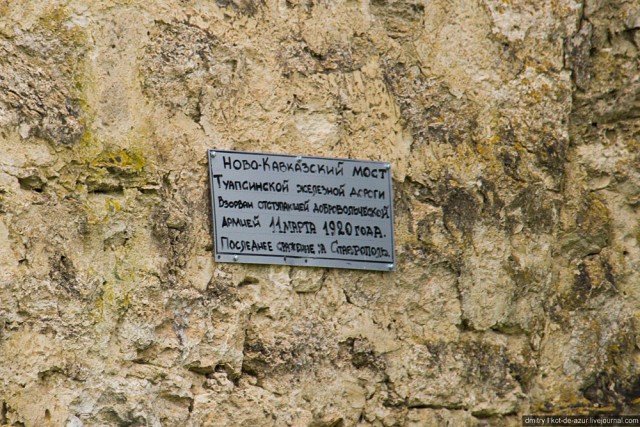 Ново-Кавказский мост
Туапсинской железной дороги
Взорван отступающей добровольческой
армией 11 марта 1920 года.
Последнее сражение за Ставрополь
dmitry | kot-de-azur.livejournal.com